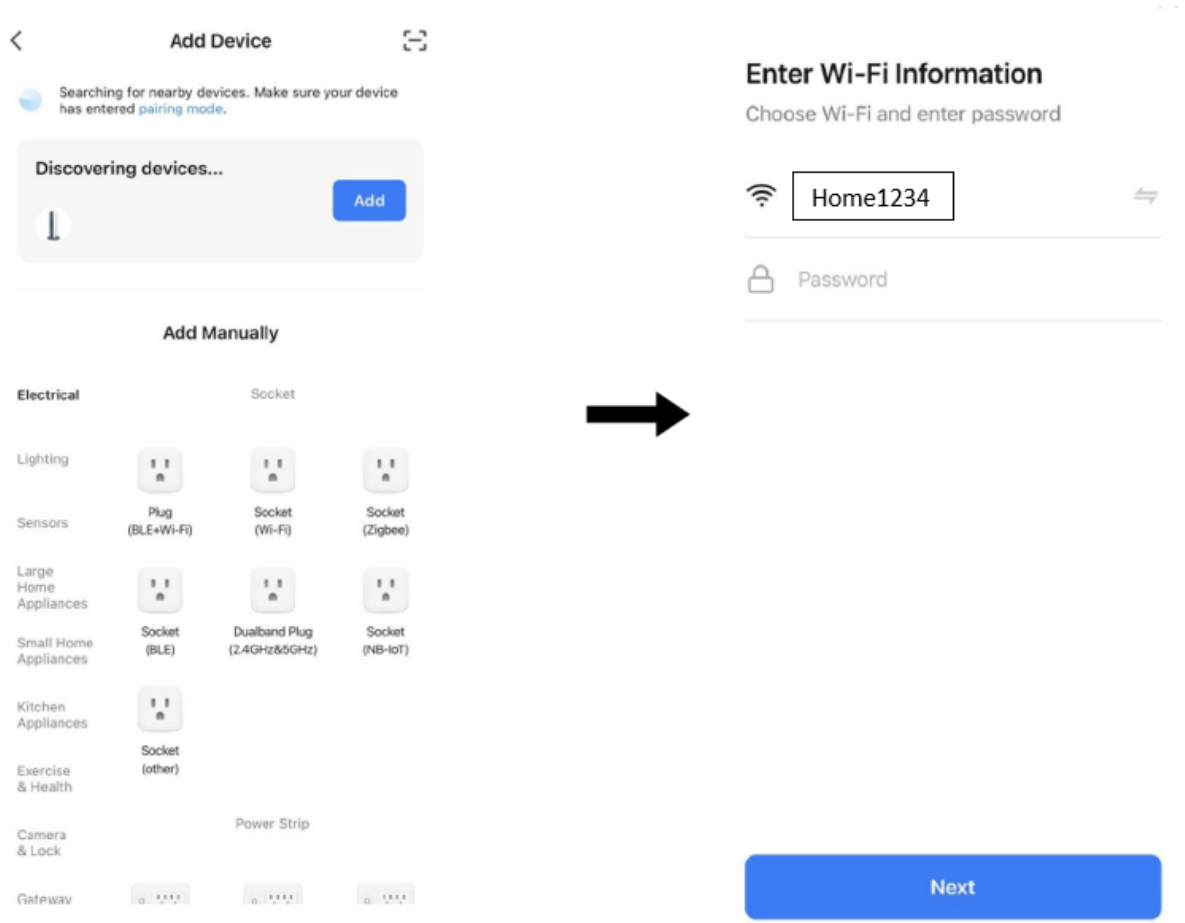 Add Device
Searching for nearby devices. Make sure your device
has entered pairing mode.
Discovering devices...
Add
Add Manually
Electrical
Socket
Lighting
Sensors
Large
Home
Appliances
Small Home
Appliances
Kitchen
Appliances
Exercise
& Health
Camera
& Lock
Gateway
Plug
(BLE+Wi-Fi)
Socket
(Wi-Fi)
Socket
(Zigbee)
Socket
(BLE)
Dualband Plug
(2.4GHz&5GHz)
Socket
(NB-IoT)
Socket
(other)
Power Strip
Enter Wi-Fi Information
Choose Wi-Fi and enter password
Home1234
Password
Next